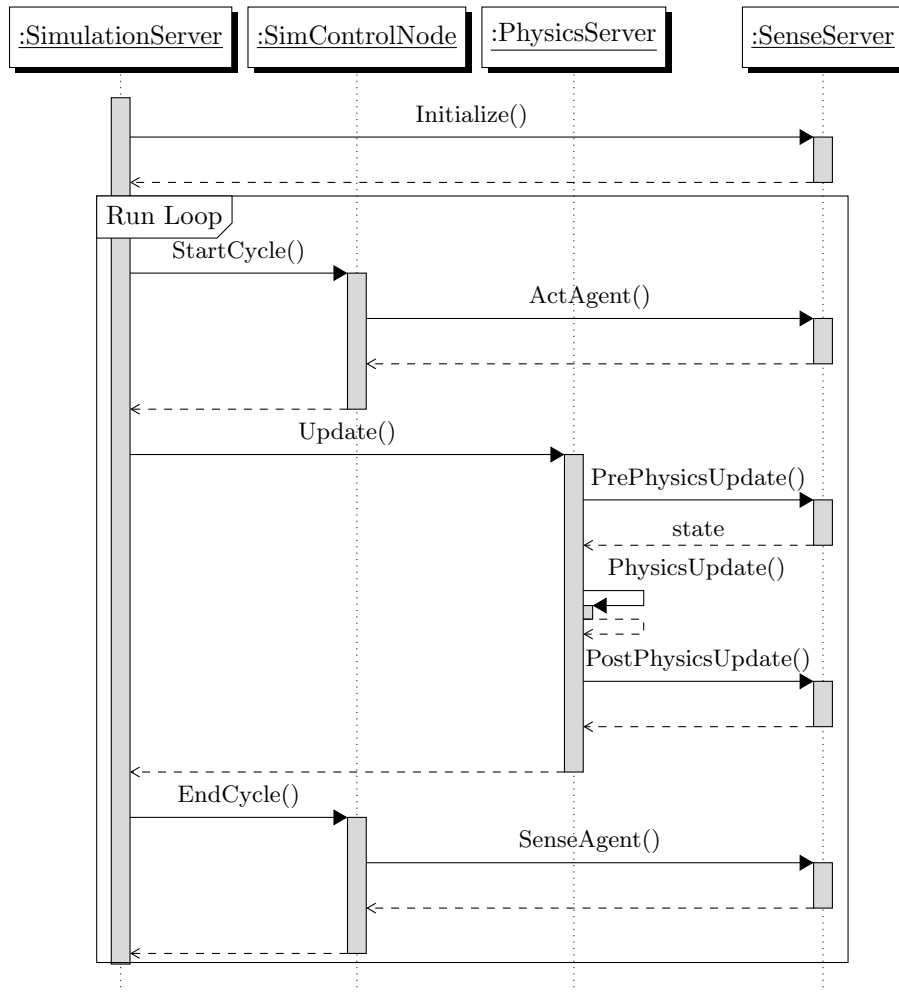 :SimulationServer
:SimControlNode
:PhysicsServer
:SenseServer
Initialize()
Run Loop
StartCycle()
ActAgent()
Update()
PrePhysicsUpdate()
state
PhysicsUpdate()
PostPhysicsUpdate()
EndCycle()
SenseAgent()